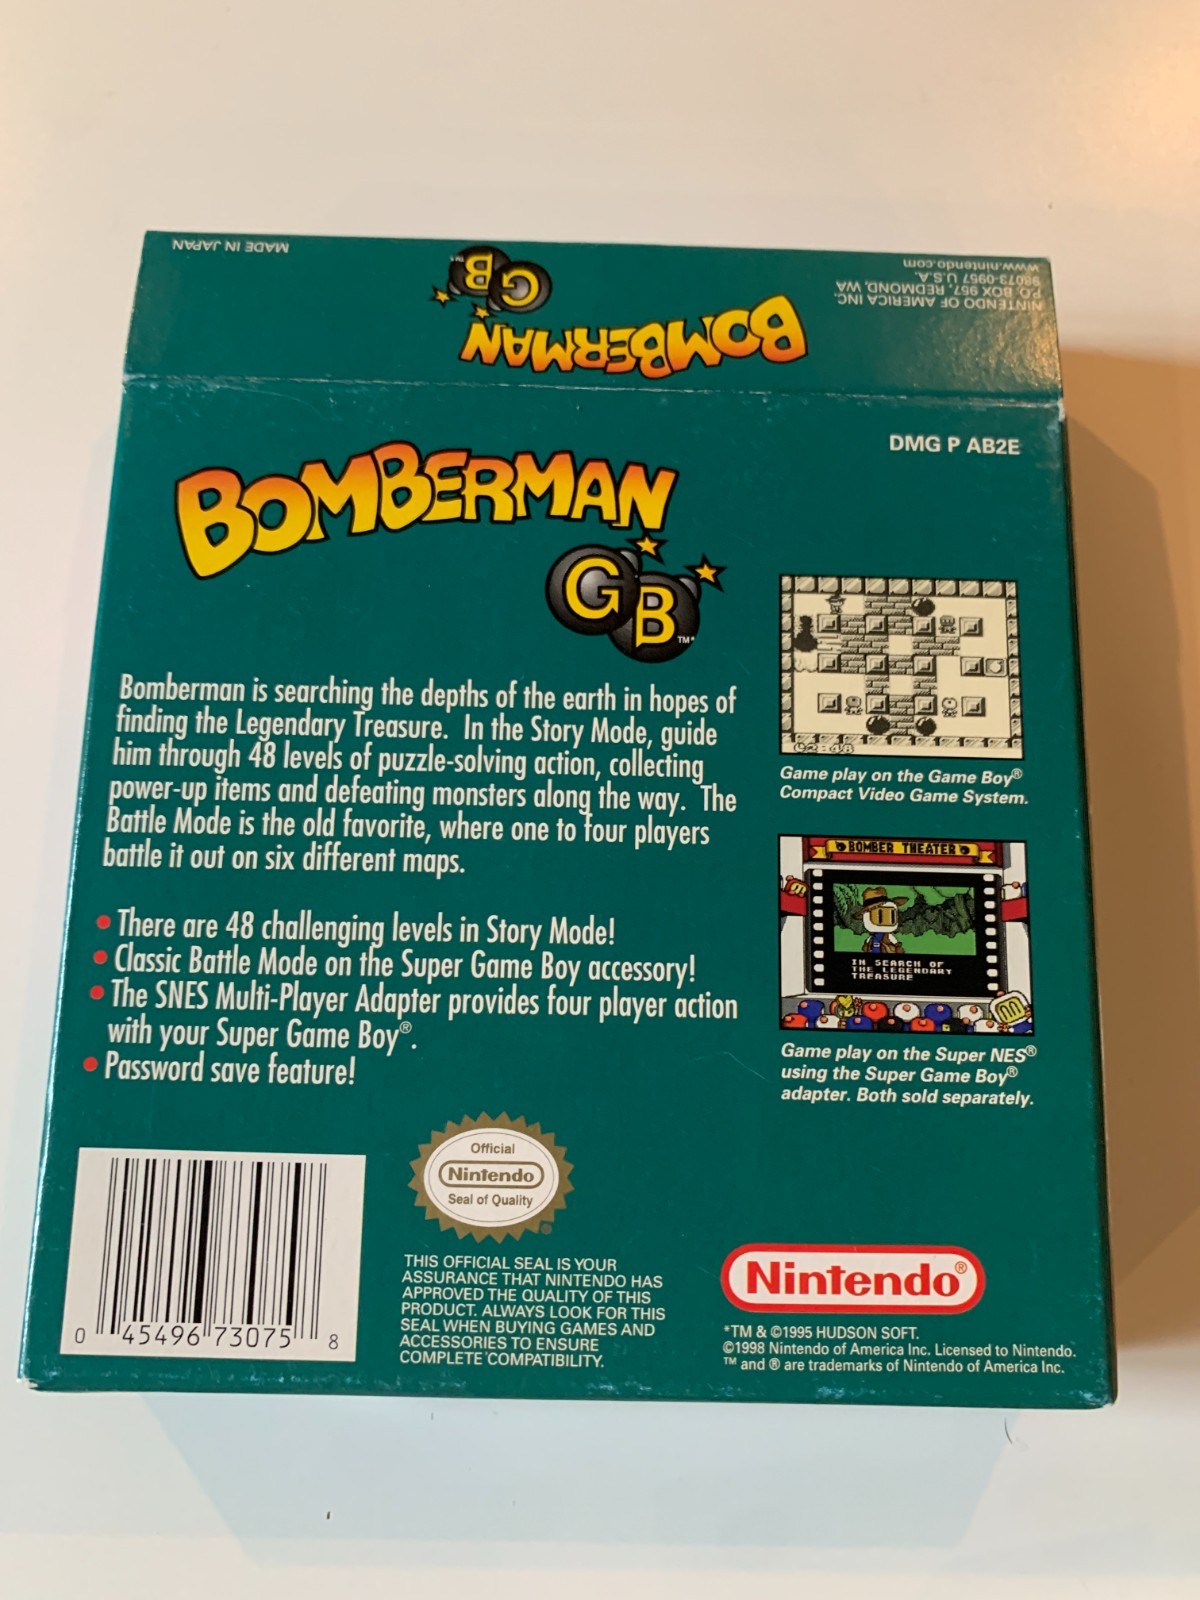 MADE IN JAPAN
BOMBERMAN
GB™
NINTENDO OF AMERICA INC.
P.O. BOX 957, REDMOND, WA
98073-0957 U.S.A.
www.nintendo.com
DMG P AB2E
BOMBERMAN
GB™*
Bomberman is searching the depths of the earth in hopes of
finding the Legendary Treasure. In the Story Mode, guide
him through 48 levels of puzzle-solving action, collecting
power-up items and defeating monsters along the way. The
Battle Mode is the old favorite, where one to four players
battle it out on six different maps.
• There are 48 challenging levels in Story Mode!
• Classic Battle Mode on the Super Game Boy accessory!
• The SNES Multi-Player Adapter provides four player action
with your Super Game Boy®.
• Password save feature!
Game play on the Game Boy®
Compact Video Game System.
BOMBER THEATER
IN SEARCH OF
THE LEGENDARY
TREASURE
Game play on the Super NES®
using the Super Game Boy®
adapter. Both sold separately.
0 45496 73075 8
Official
Nintendo
Seal of Quality
®
THIS OFFICIAL SEAL IS YOUR
ASSURANCE THAT NINTENDO HAS
APPROVED THE QUALITY OF THIS
PRODUCT. ALWAYS LOOK FOR THIS
SEAL WHEN BUYING GAMES AND
ACCESSORIES TO ENSURE
COMPLETE COMPATIBILITY.
Nintendo®
*TM & ©1995 HUDSON SOFT.
©1998 Nintendo of America Inc. Licensed to Nintendo.
™ and ® are trademarks of Nintendo of America Inc.